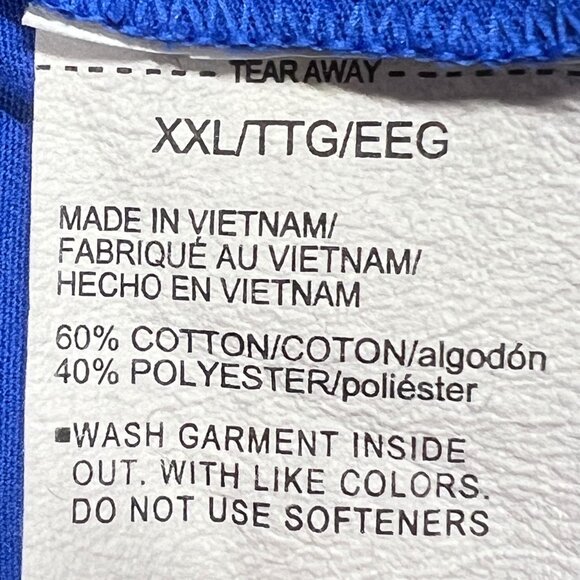 TEAR AWAY
XXL/TTG/EEG
MADE IN VIETNAM/
FABRIQUÉ AU VIETNAM/
HECHO EN VIETNAM
60% COTTON/COTON/algodón
40% POLYESTER/poliéster
▪WASH GARMENT INSIDE
OUT. WITH LIKE COLORS.
DO NOT USE SOFTENERS